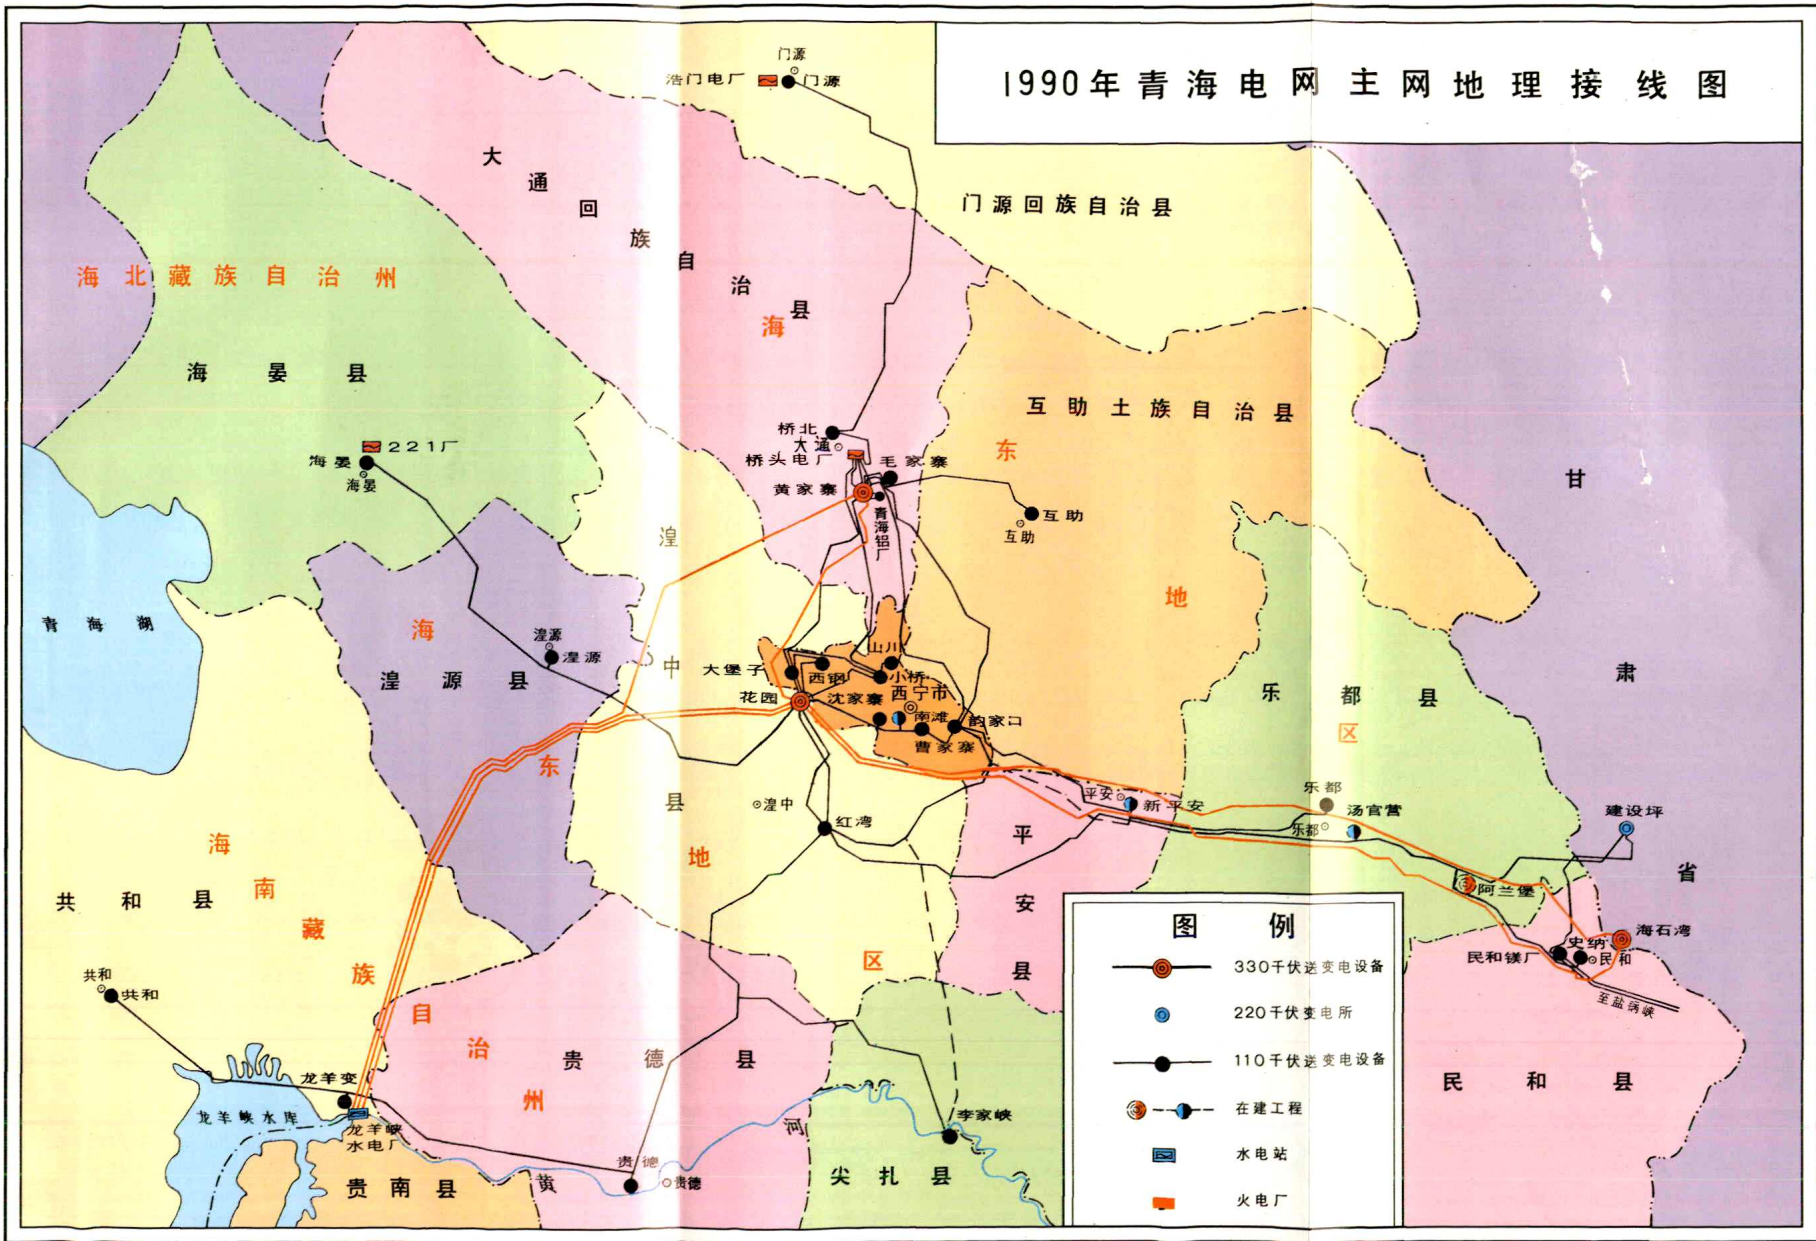 1990年青海电网主网地理接线图
门源
浩门电厂
门源
大通回族自治县
门源回族自治县
海北藏族自治州
海
海晏县
互助土族自治县
东
桥北
大通
桥头电厂
毛家寨
黄家寨
青海铝厂
221厂
海晏
海晏
甘肃省
互助
互助
地
湟中县
青海湖
海
湟源
湟源
湟源县
东
山川
大堡子
西钢
小桥
花园
沈家寨
西宁市
南滩
韵家口
曹家寨
乐都县
区
湟中
红湾
地
区
平安
新平安
平安县
乐都
乐都
汤官营
建设坪
阿兰堡
海石湾
史纳
民和镁厂
民和
至盐锅峡
民和县
海南藏族自治州
共和县
共和
共和
龙羊变
龙羊峡水库
龙羊峡
水电厂
贵德县
贵德
贵德
贵南县
黄
河
李家峡
尖扎县
图例
330千伏送变电设备
220千伏变电所
110千伏送变电设备
在建工程
水电站
火电厂